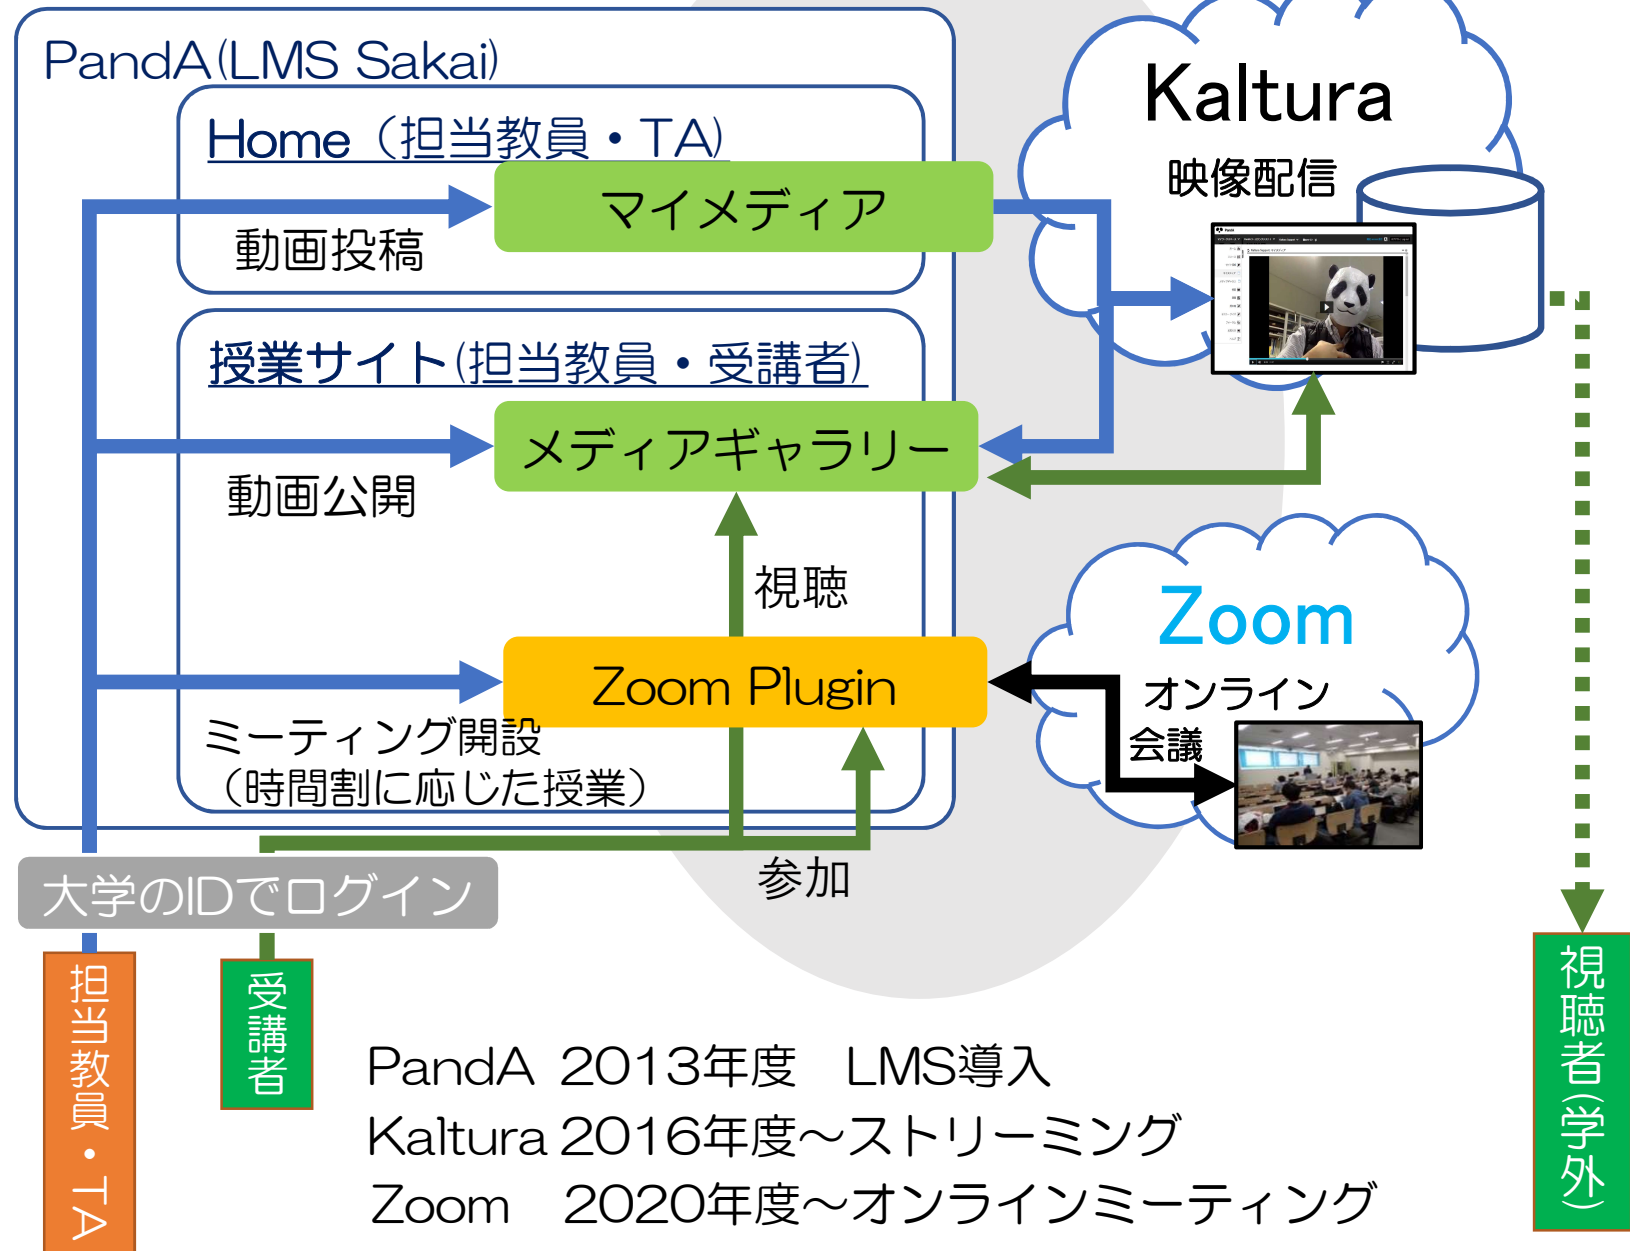 PandA(LMS Sakai)
Home（担当教員・TA)
マイメディア
動画投稿
授業サイト(担当教員・受講者)
メディアギャラリー
動画公開
視聴
Zoom Plugin
ミーティング開設
（時間割に応じた授業）
参加
Kaltura
映像配信
Zoom
オンライン
会議
大学のIDでログイン
担当教員・TA
受講者
視聴者(学外)
PandA 2013年度　LMS導入
Kaltura 2016年度～ストリーミング
Zoom　2020年度～オンラインミーティング